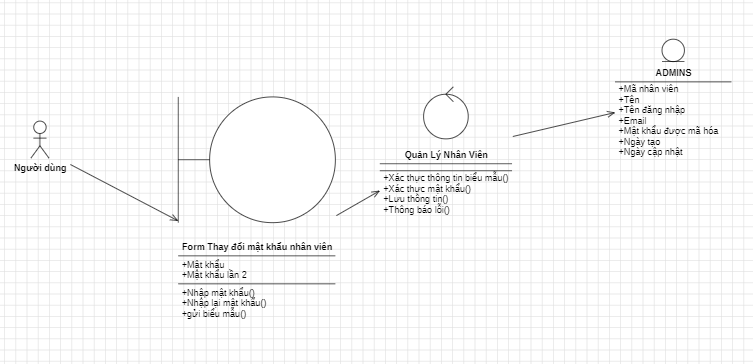 Người dùng
Form Thay đổi mật khẩu nhân viên
+Mật khẩu
+Mật khẩu lần 2
+Nhập mật khẩu()
+Nhập lại mật khẩu()
+gửi biểu mẫu()
Quản Lý Nhân Viên
+Xác thực thông tin biểu mẫu()
+Xác thực mật khẩu()
+Lưu thông tin()
+Thông báo lỗi()
ADMINS
+Mã nhân viên
+Tên
+Tên đăng nhập
+Email
+Mật khẩu được mã hóa
+Ngày tạo
+Ngày cập nhật